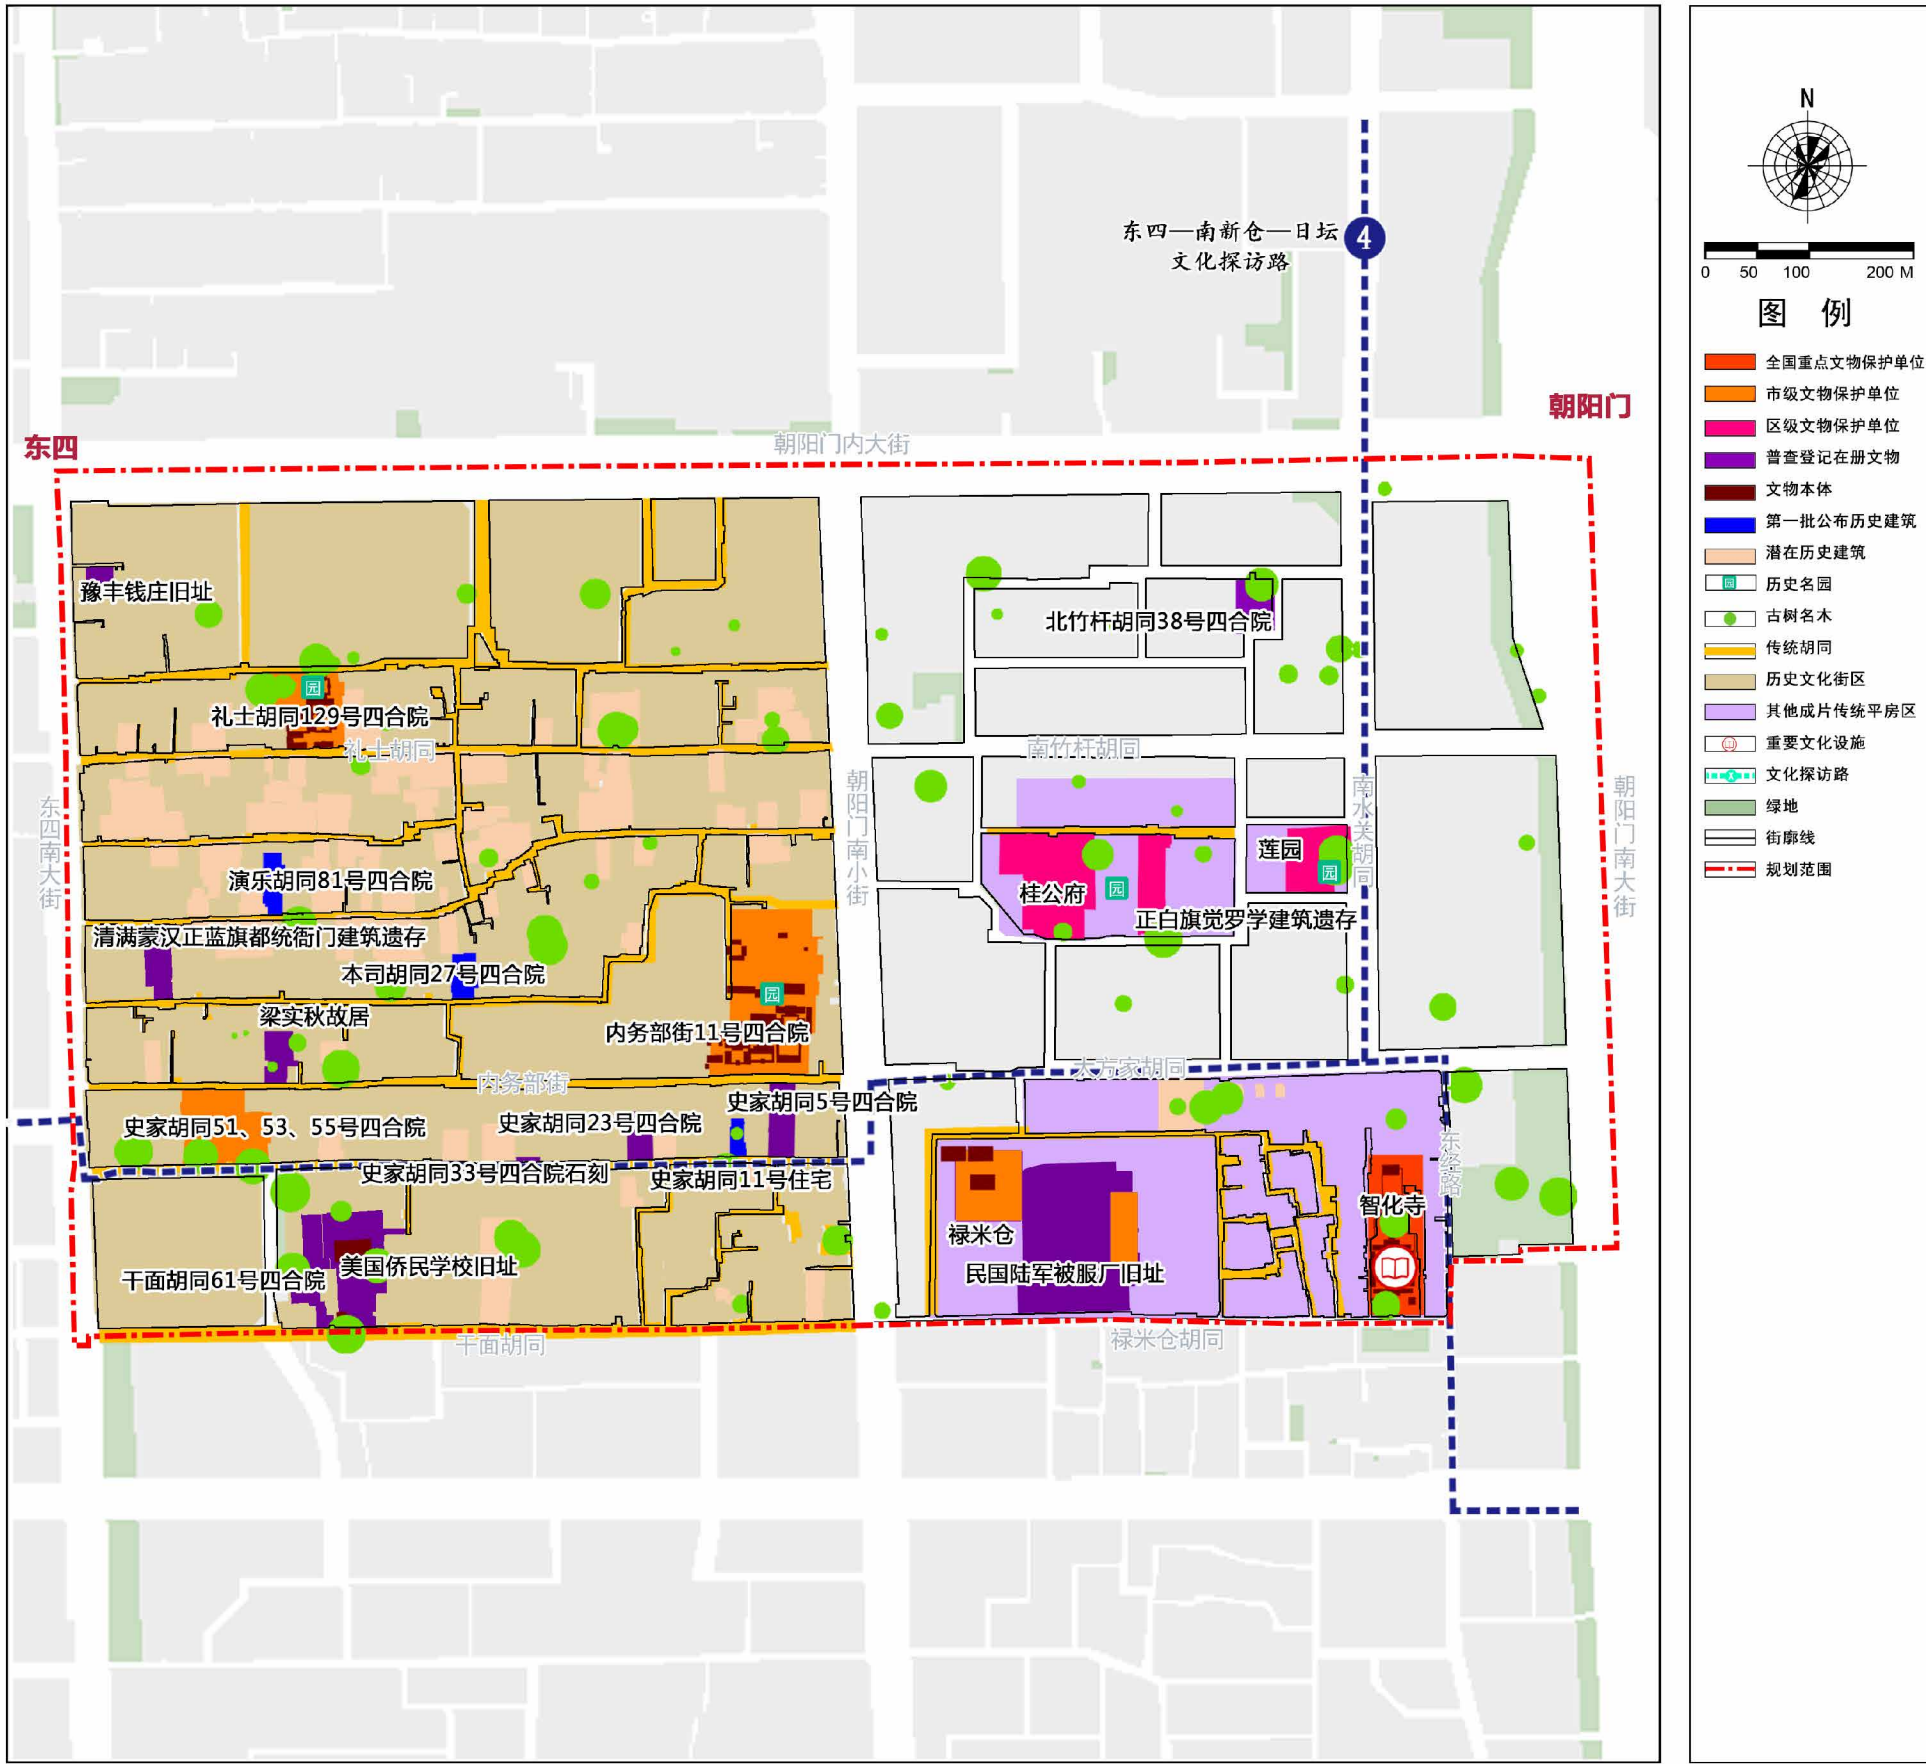 东四—南新仓—日坛
文化探访路
4
朝阳门
东四
朝阳门内大街
豫丰钱庄旧址
北竹杆胡同38号四合院
园
礼士胡同129号四合院
礼士胡同
南竹杆胡同
东四南大街
朝阳门南小街
南水关胡同
朝阳门南大街
演乐胡同81号四合院
莲园
园
桂公府
园
正白旗觉罗学建筑遗存
清满蒙汉正蓝旗都统衙门建筑遗存
本司胡同27号四合院
园
梁实秋故居
内务部街11号四合院
内务部街
大方家胡同
史家胡同5号四合院
史家胡同51、53、55号四合院
史家胡同23号四合院
史家胡同33号四合院石刻
史家胡同11号住宅
东经路
智化寺
禄米仓
民国陆军被服厂旧址
美国侨民学校旧址
干面胡同61号四合院
干面胡同
禄米仓胡同
N
0 50 100 200 M
图 例
全国重点文物保护单位
市级文物保护单位
区级文物保护单位
普查登记在册文物
文物本体
第一批公布历史建筑
潜在历史建筑
园 历史名园
古树名木
传统胡同
历史文化街区
其他成片传统平房区
重要文化设施
文化探访路
绿地
街廓线
规划范围